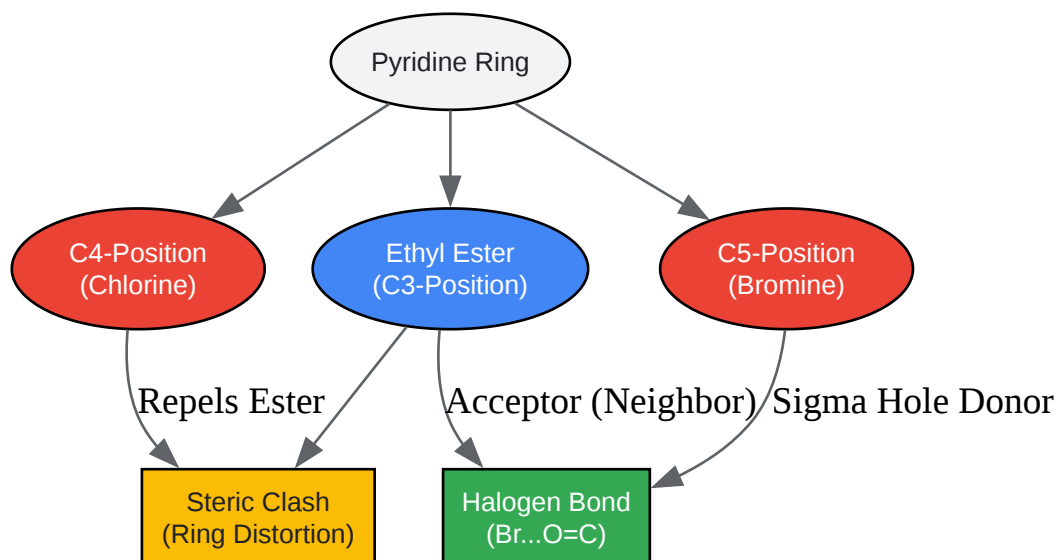 Pyridine Ring
C4-Position
(Chlorine)
Ethyl Ester
(C3-Position)
C5-Position
(Bromine)
Repels Ester
Acceptor (Neighbor)
Sigma Hole Donor
Steric Clash
(Ring Distortion)
Halogen Bond
(Br...O=C)